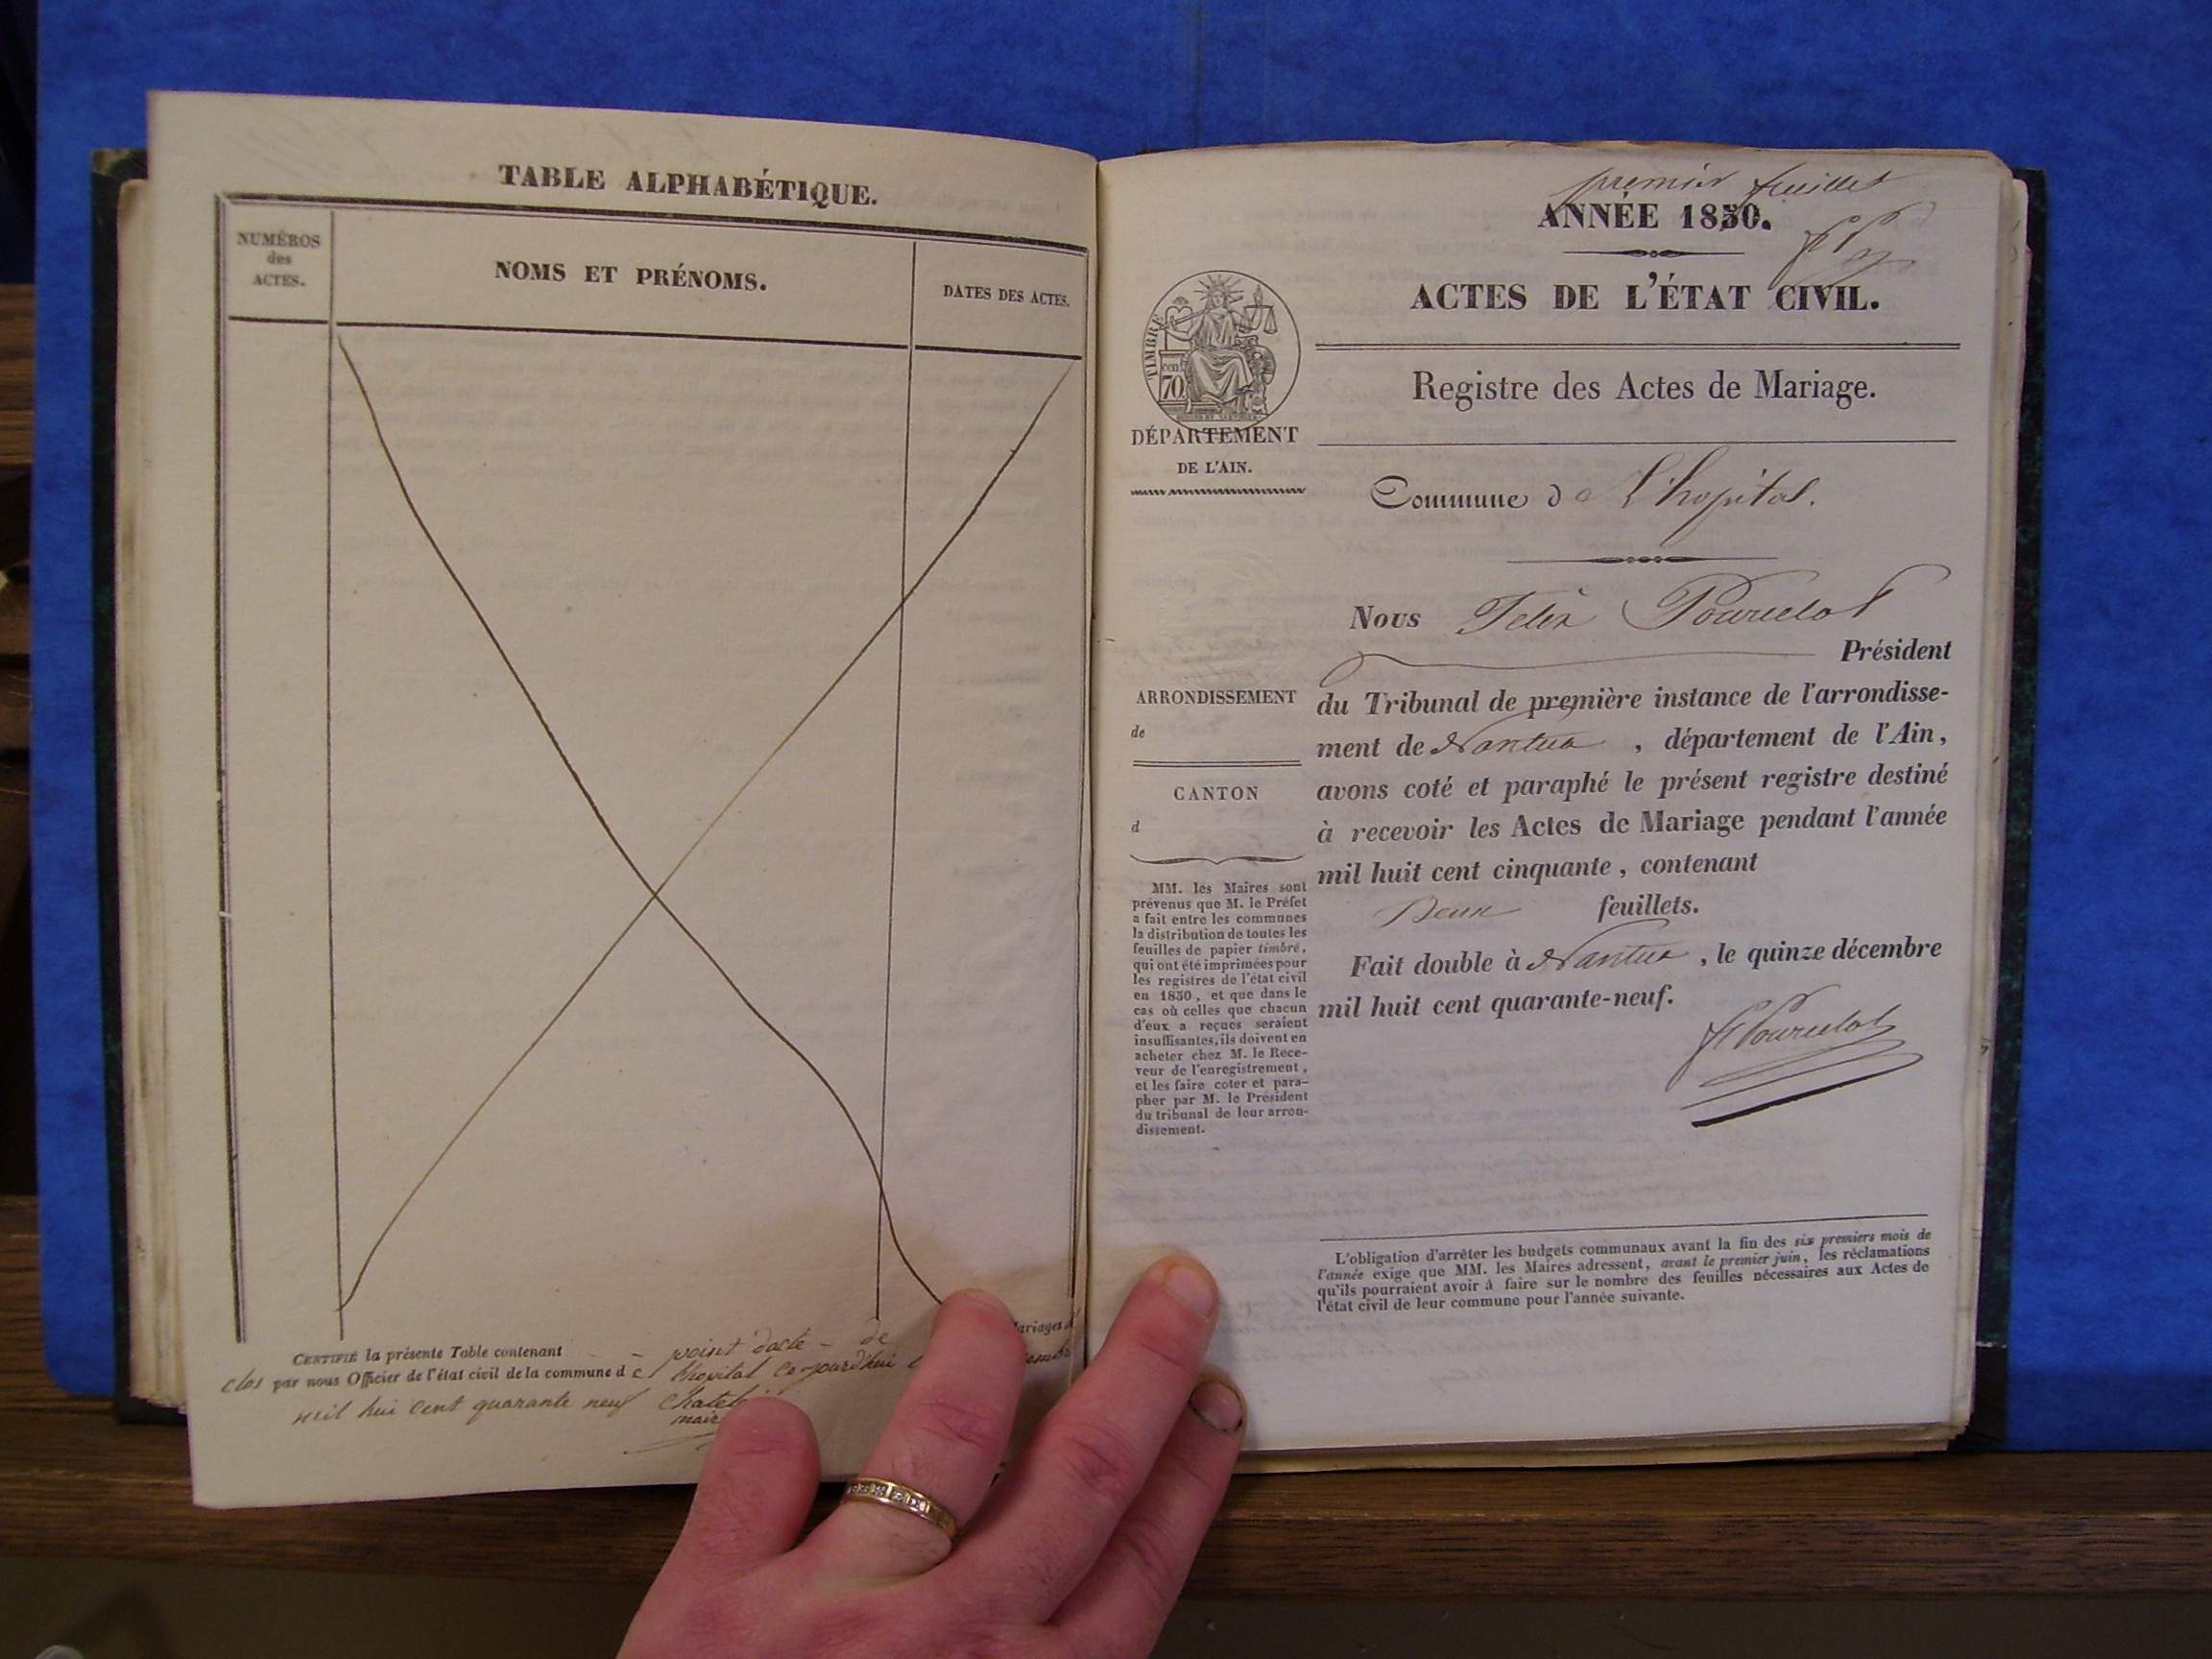 TABLE ALPHABÉTIQUE.
NUMÉROS
des
ACTES.
NOMS ET PRÉNOMS.
DATES DES ACTES.
CERTIFIÉ la présente Table contenant point d'acte de Mariages
clos par nous Officier de l'état civil de la commune de l'hopital ce jourd'hui
mil hui cent quarante neuf
maire
premier feuillet
ANNÉE 1850.
ACTES DE L'ÉTAT CIVIL.
Registre des Actes de Mariage.
TIMBRE
70 cent
DÉPARTEMENT
DE L'AIN.
Commune de L'hopital.
Nous Felix Pourcelot
Président
ARRONDISSEMENT
de
CANTON
d
du Tribunal de première instance de l'arrondisse-
ment de Nantua, département de l'Ain,
avons coté et paraphé le présent registre destiné
à recevoir les Actes de Mariage pendant l'année
mil huit cent cinquante, contenant
Deux feuillets.
Fait double à Nantua, le quinze décembre
mil huit cent quarante-neuf.
Pourcelot
MM. les Maires sont
prévenus que M. le Préfet
a fait entre les communes
la distribution de toutes les
feuilles de papier timbré,
qui ont été imprimées pour
les registres de l'état civil
en 1850, et que dans le
cas où celles que chacun
d'eux a reçues seraient
insuffisantes, ils doivent en
acheter chez M. le Rece-
veur de l'enregistrement,
et les faire coter et para-
pher par M. le Président
du tribunal de leur arron-
dissement.
L'obligation d'arrêter les budgets communaux avant la fin des six premiers mois de
l'année exige que MM. les Maires adressent, avant le premier juin, les réclamations
qu'ils pourraient avoir à faire sur le nombre des feuilles nécessaires aux Actes de
l'état civil de leur commune pour l'année suivante.